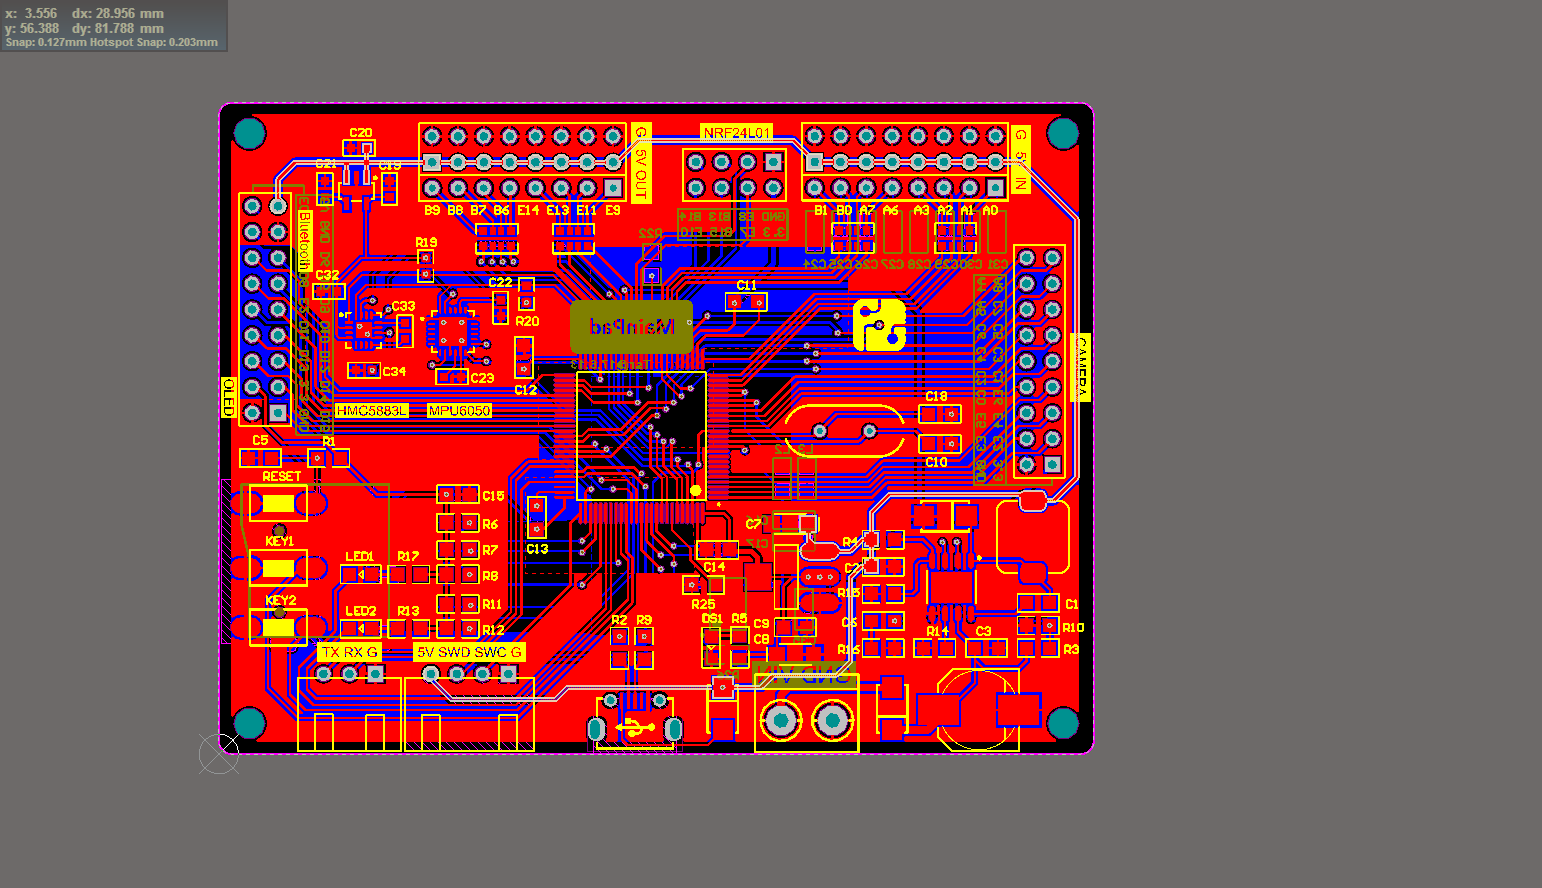 x: 3.556 dx: 28.956 mm
y: 56.388 dy: 81.788 mm
Snap: 0.127mm Hotspot Snap: 0.203mm
C20
C19
G 5V OUT
NRF24L01
G 5V IN
B9 B8 B7 B6 E14 E13 E11 E9
B1 B0 A7 A6 A3 A2 A1 A0
Bluetooth
GND E8 B13 B14
3.3 E7 B15 E10
R22
R19
C24 C25 C26 C27 C28 C29 C30 C31
C32
C22
C11
C33
R20
MainPad
C34
C23
C12
OLED
CAMERA
HMC5883L
MPU6050
C18
C5
R1
C10
RESET
C15
R6
C7
C17
KEY1
C13
R4
R7
LED1
R17
R8
C14
C2
KEY2
R25
R15
C1
LED2
R13
R11
R12
R2 R9
DS1 R5
C9
C8
C6
R10
R14
C3
R16
R3
TX RX G
5V SWD SWC G
GND VIN